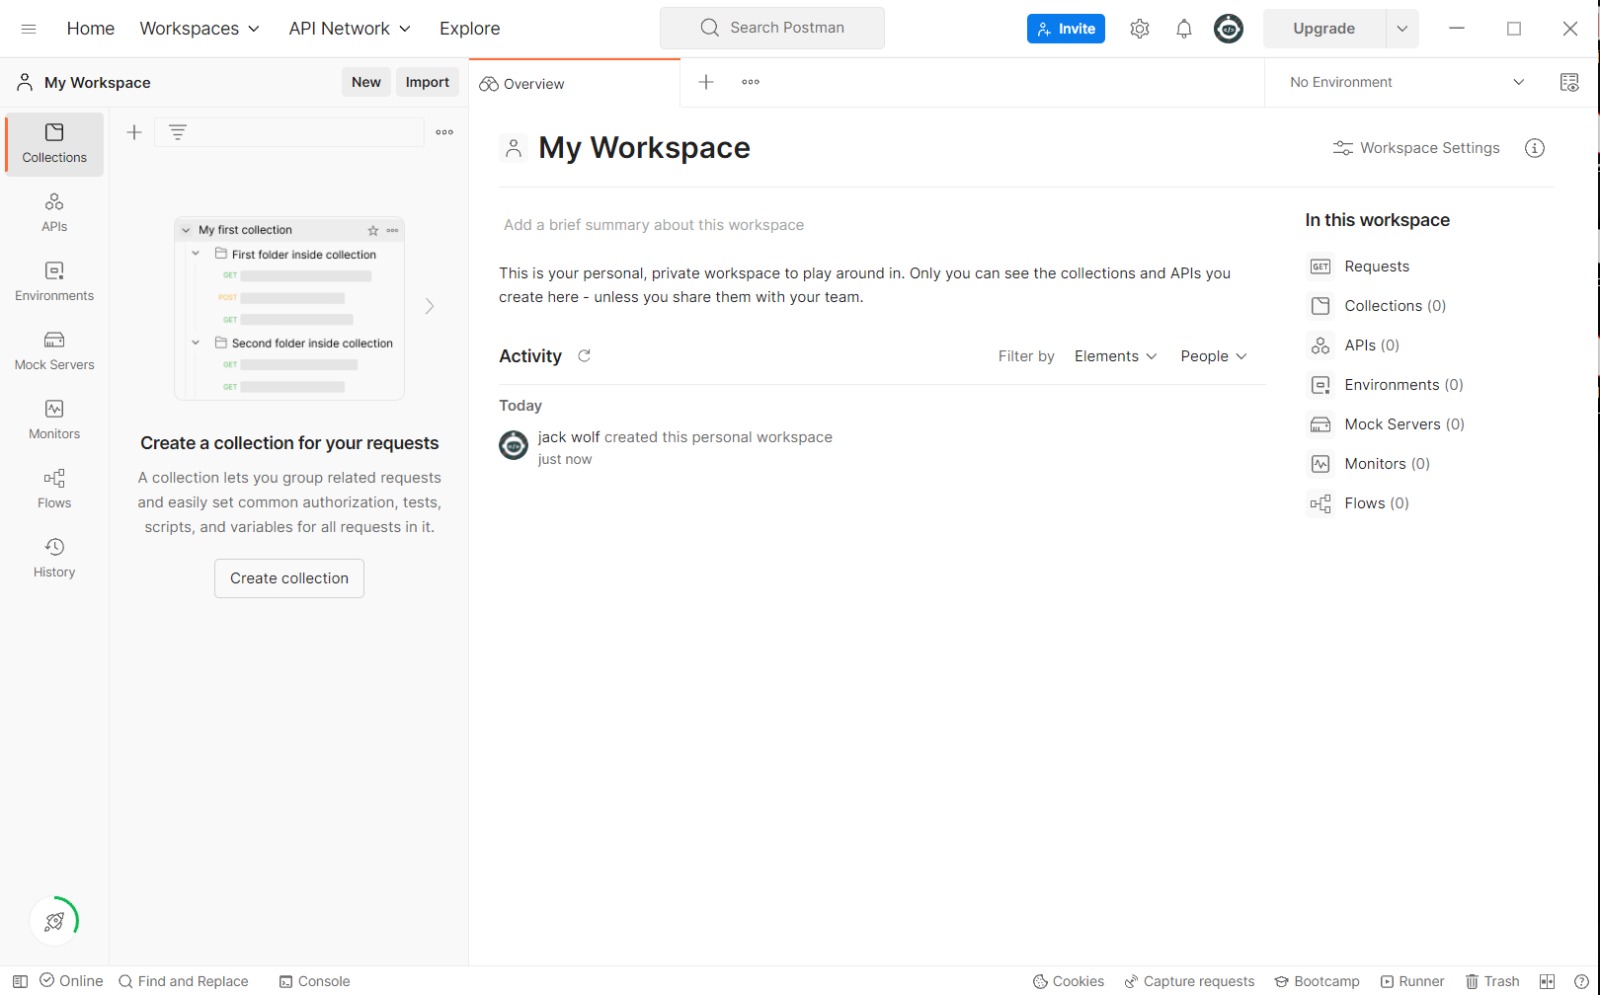 Home
Workspaces
API Network
Explore
Search Postman
Invite
Upgrade
My Workspace
New
Import
Overview
No Environment
Collections
APIs
Environments
Mock Servers
Monitors
Flows
History
My first collection
First folder inside collection
GET
POST
GET
Second folder inside collection
GET
GET
Create a collection for your requests
A collection lets you group related requests
and easily set common authorization, tests,
scripts, and variables for all requests in it.
Create collection
My Workspace
Workspace Settings
Add a brief summary about this workspace
This is your personal, private workspace to play around in. Only you can see the collections and APIs you
create here - unless you share them with your team.
Activity
Filter by
Elements
People
Today
jack wolf created this personal workspace
just now
In this workspace
GET
Requests
Collections (0)
APIs (0)
Environments (0)
Mock Servers (0)
Monitors (0)
Flows (0)
Online
Find and Replace
Console
Cookies
Capture requests
Bootcamp
Runner
Trash